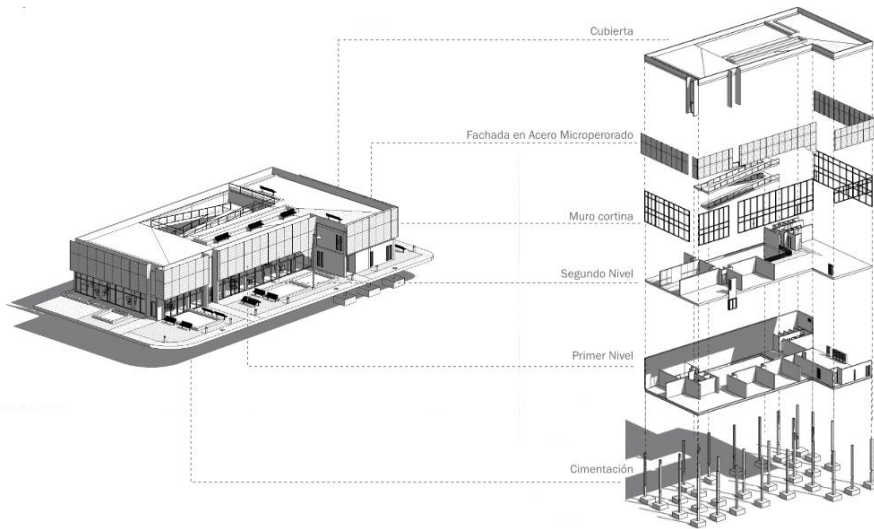 Cubierta
Fachada en Acero Microperorado
Muro cortina
Segundo Nivel
Primer Nivel
Cimentación